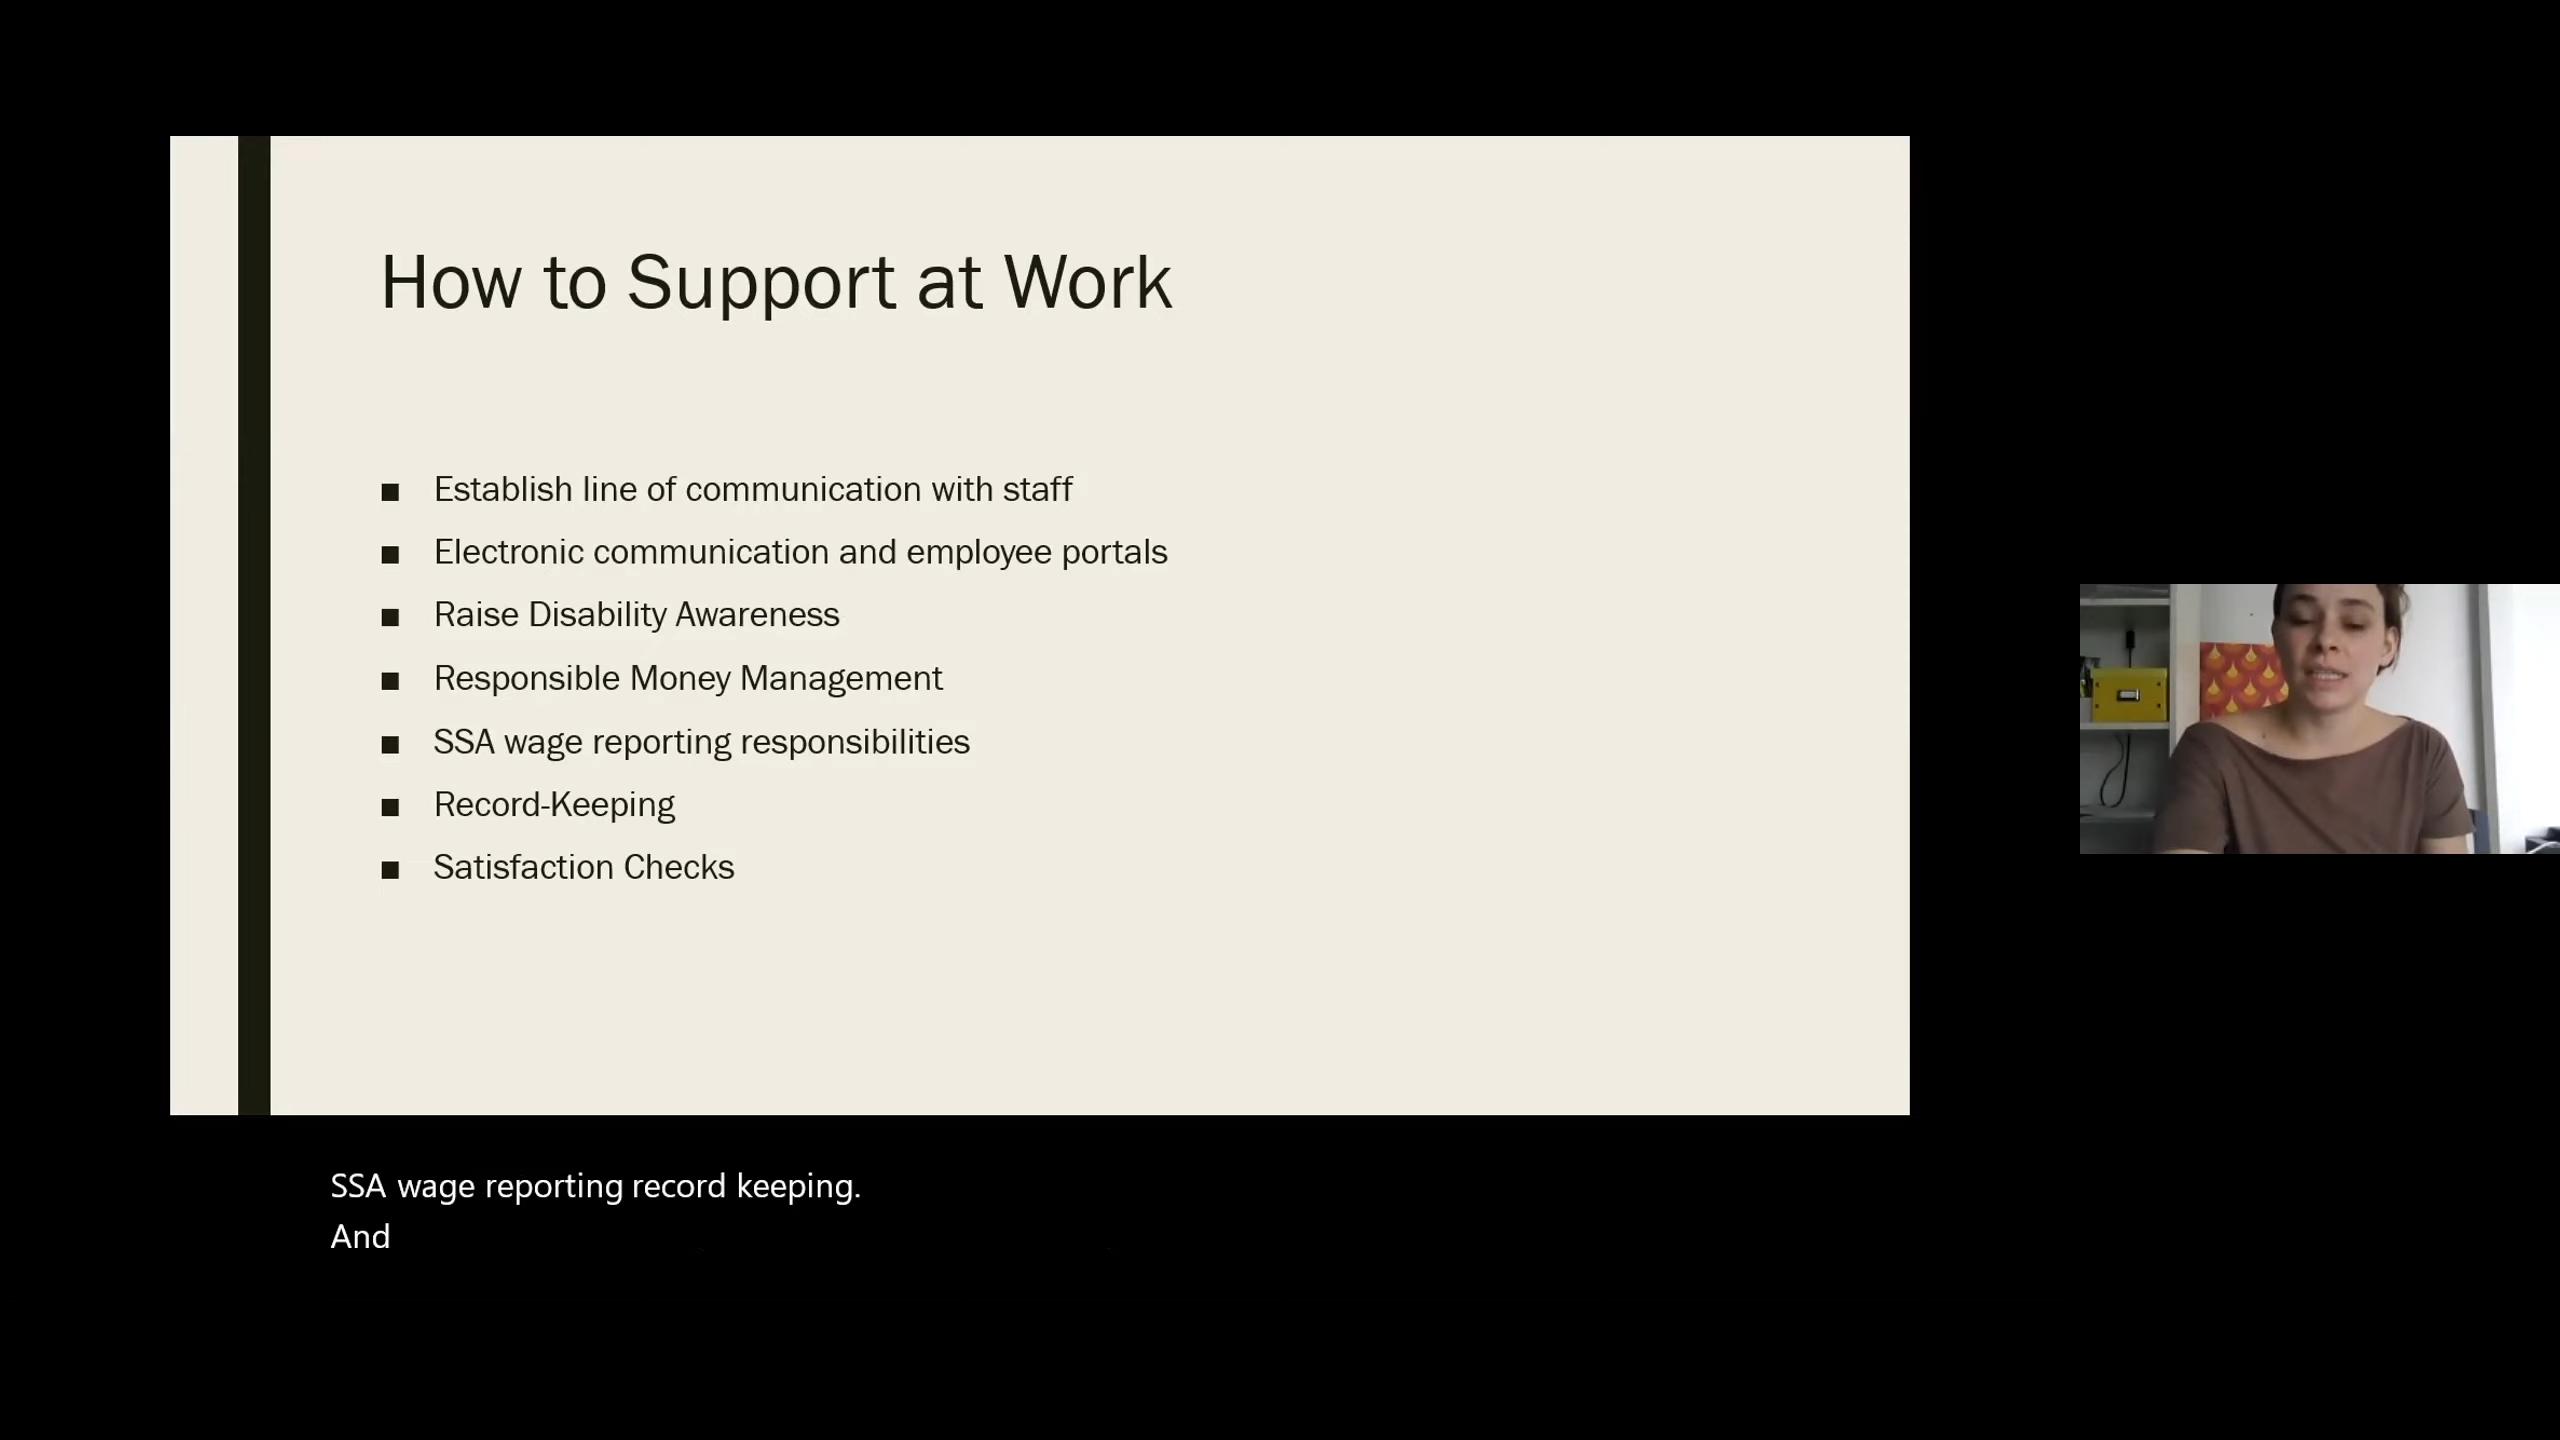 How to Support at Work
■ Establish line of communication with staff
■ Electronic communication and employee portals
■ Raise Disability Awareness
■ Responsible Money Management
■ SSA wage reporting responsibilities
■ Record-Keeping
■ Satisfaction Checks
SSA wage reporting record keeping.
And